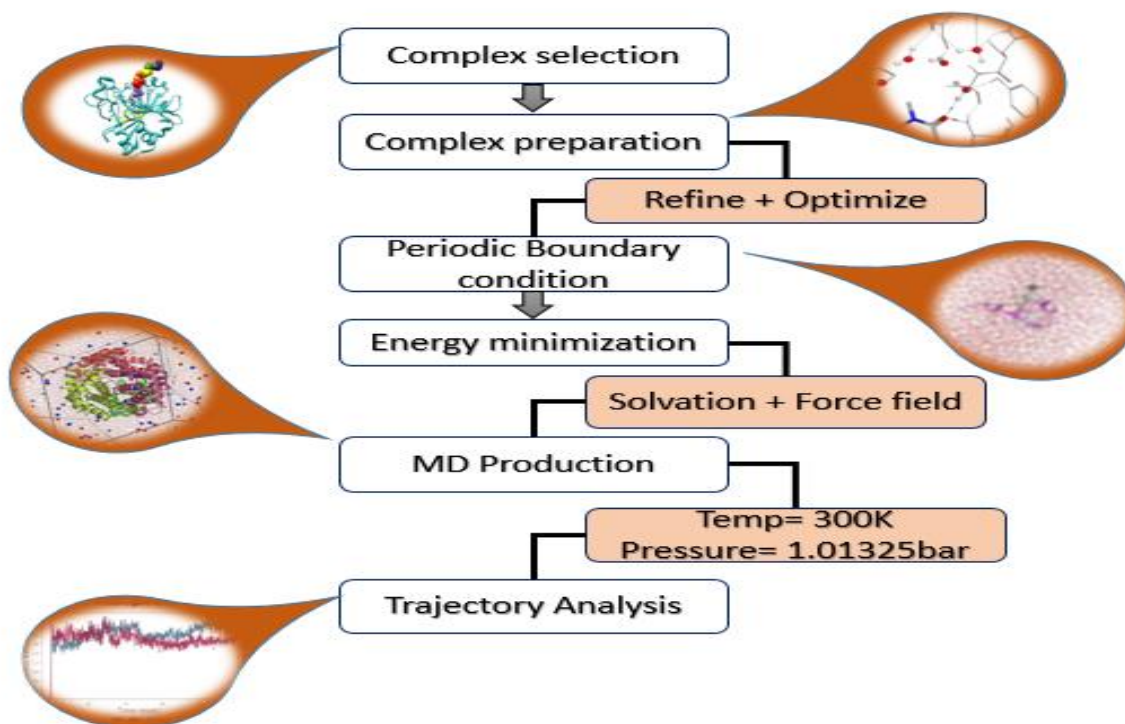 Complex selection
Complex preparation
Refine + Optimize
Periodic Boundary
condition
Energy minimization
Solvation + Force field
MD Production
Temp= 300K
Pressure= 1.01325bar
Trajectory Analysis